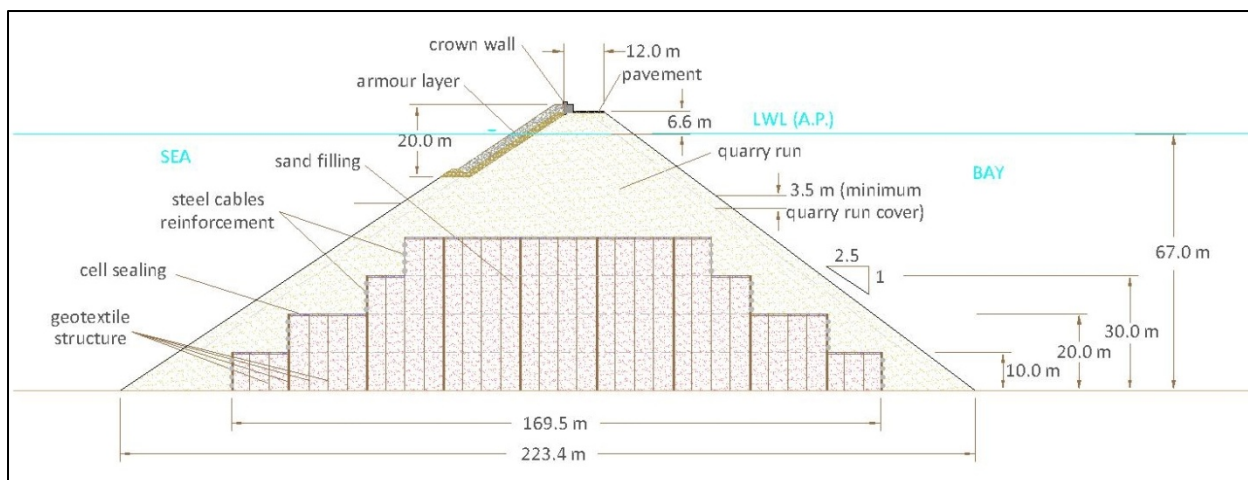 crown wall
12.0 m
armour layer
pavement
6.6 m
LWL (A.P.)
20.0 m
SEA
sand filling
quarry run
BAY
steel cables
reinforcement
3.5 m (minimum
quarry run cover)
67.0 m
cell sealing
2.5
1
geotextile
structure
30.0 m
20.0 m
10.0 m
169.5 m
223.4 m